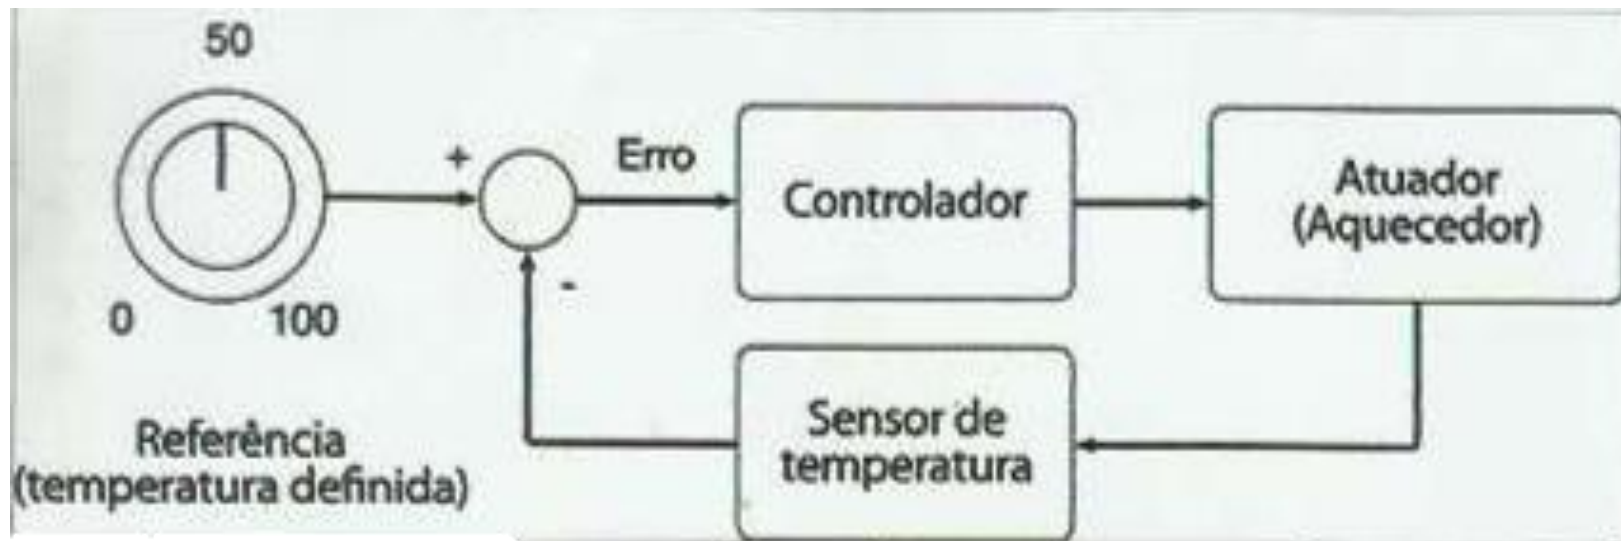 50
0
100
Referência
(temperatura definida)
+
-
Erro
Controlador
Atuador
(Aquecedor)
Sensor de
temperatura